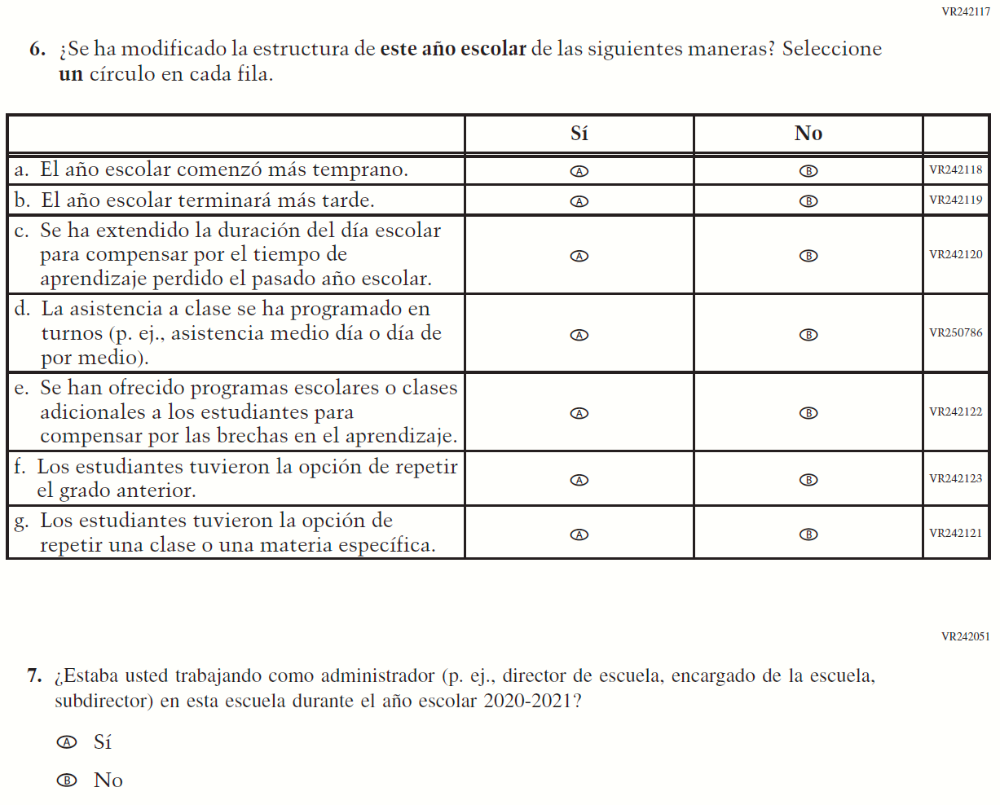 VR242117
6. ¿Se ha modificado la estructura de este año escolar de las siguientes maneras? Seleccione
un círculo en cada fila.
Sí No
a. El año escolar comenzó más temprano. A B VR242118
b. El año escolar terminará más tarde. A B VR242119
c. Se ha extendido la duración del día escolar
para compensar por el tiempo de
aprendizaje perdido el pasado año escolar.
A B VR242120
d. La asistencia a clase se ha programado en
turnos (p. ej., asistencia medio día o día de
por medio).
A B VR250786
e. Se han ofrecido programas escolares o clases
adicionales a los estudiantes para
compensar por las brechas en el aprendizaje.
A B VR242122
f. Los estudiantes tuvieron la opción de repetir
el grado anterior.
A B VR242123
g. Los estudiantes tuvieron la opción de
repetir una clase o una materia específica.
A B VR242121
VR242051
7. ¿Estaba usted trabajando como administrador (p. ej., director de escuela, encargado de la escuela,
subdirector) en esta escuela durante el año escolar 2020-2021?
A Sí
B No